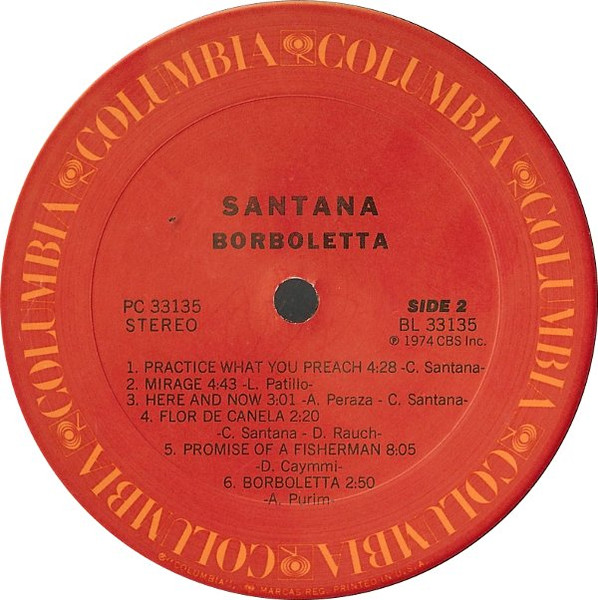 COLUMBIA COLUMBIA COLUMBIA COLUMBIA COLUMBIA COLUMBIA
SANTANA
BORBOLETTA
PC 33135
STEREO
SIDE 2
BL 33135
℗ 1974 CBS Inc.
1. PRACTICE WHAT YOU PREACH 4:28 -C. Santana-
2. MIRAGE 4:43 -L. Patillo-
3. HERE AND NOW 3:01 -A. Peraza - C. Santana-
4. FLOR DE CANELA 2:20
-C. Santana - D. Rauch-
5. PROMISE OF A FISHERMAN 8:05
-D. Caymmi-
6. BORBOLETTA 2:50
-A. Purim-
"COLUMBIA", MARCAS REG. PRINTED IN U.S.A.